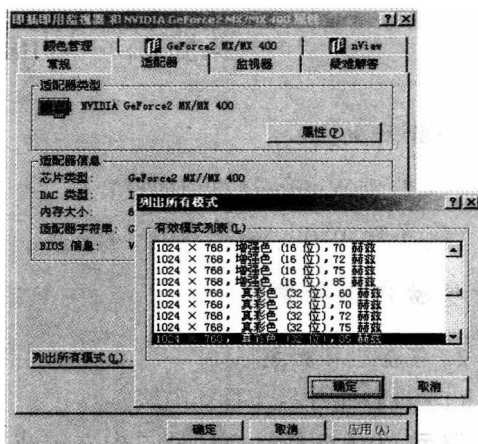 即插即用监视器 和 NVIDIA GeForce2 MX/MX 400 属性
颜色管理 GeForce2 MX/MX 400 nView
常规 适配器 监视器 疑难解答
适配器类型
NVIDIA GeForce2 MX/MX 400
属性(P)
适配器信息
芯片类型: GeForce2 MX//MX 400
DAC 类型: I
内存大小: 6
适配器字符串: G
BIOS 信息: V
列出所有模式(L)
列出所有模式
有效模式列表(L)
1024 × 768, 增强色 (16 位), 70 赫兹
1024 × 768, 增强色 (16 位), 72 赫兹
1024 × 768, 增强色 (16 位), 75 赫兹
1024 × 768, 增强色 (16 位), 85 赫兹
1024 × 768, 真彩色 (32 位), 60 赫兹
1024 × 768, 真彩色 (32 位), 70 赫兹
1024 × 768, 真彩色 (32 位), 72 赫兹
1024 × 768, 真彩色 (32 位), 75 赫兹
1024 × 768, 真彩色 (32 位), 85 赫兹
确定 取消
确定 取消 应用(A)